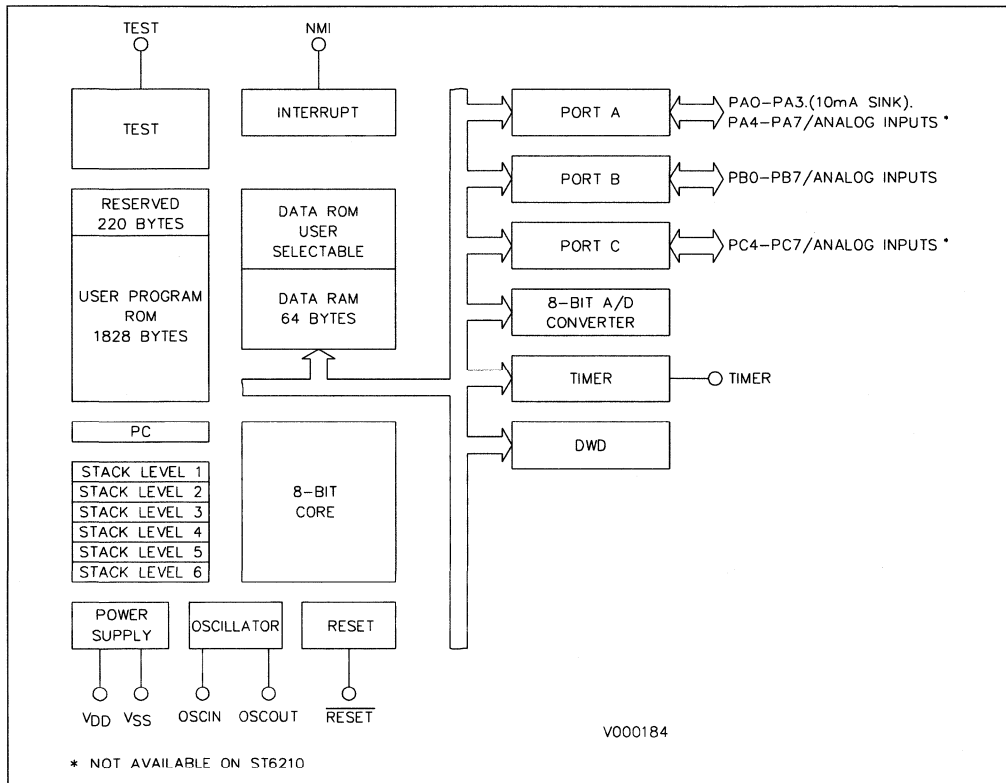 TEST
NMI
TEST
INTERRUPT
RESERVED
220 BYTES
USER PROGRAM
ROM
1828 BYTES
DATA ROM
USER
SELECTABLE
DATA RAM
64 BYTES
PC
STACK LEVEL 1
STACK LEVEL 2
STACK LEVEL 3
STACK LEVEL 4
STACK LEVEL 5
STACK LEVEL 6
8-BIT
CORE
POWER
SUPPLY
OSCILLATOR
RESET
VDD
VSS
OSCIN
OSCOUT
RESET
PORT A
PA0-PA3.(10mA SINK).
PA4-PA7/ANALOG INPUTS *
PORT B
PB0-PB7/ANALOG INPUTS
PORT C
PC4-PC7/ANALOG INPUTS *
8-BIT A/D
CONVERTER
TIMER
TIMER
DWD
V000184
* NOT AVAILABLE ON ST6210